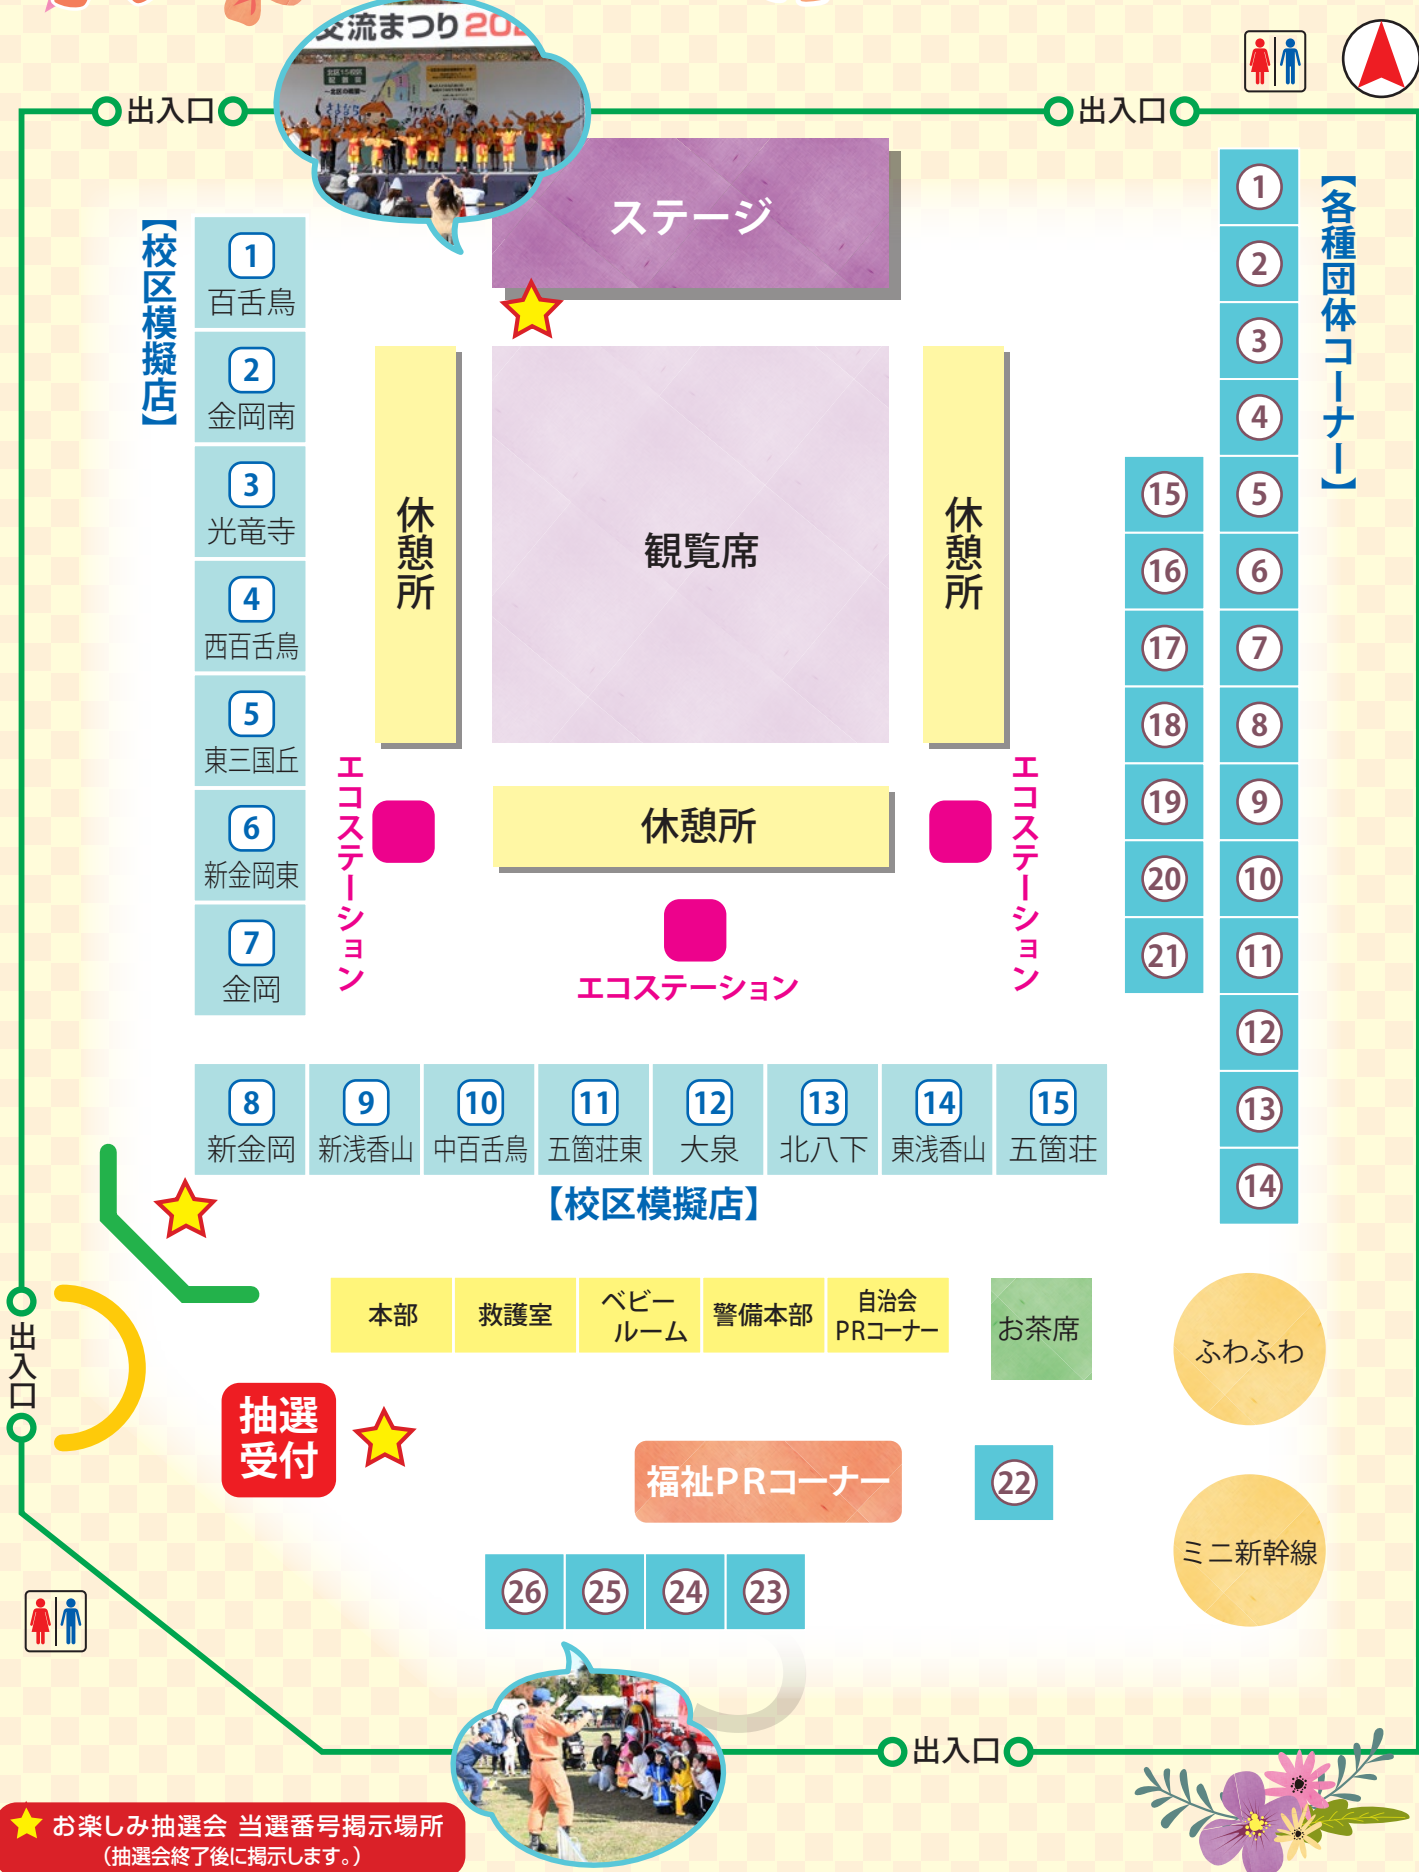 交流まつり 20
出入口
出入口
ステージ
【校区模擬店】
1
百舌鳥
2
金岡南
3
光竜寺
4
西百舌鳥
5
東三国丘
6
新金岡東
7
金岡
休憩所
観覧席
休憩所
休憩所
エコステーション
エコステーション
エコステーション
【各種団体コーナー】
1
2
3
4
5
6
7
8
9
10
11
12
13
14
15
16
17
18
19
20
21
8
新金岡
9
新浅香山
10
中百舌鳥
11
五箇荘東
12
大泉
13
北八下
14
東浅香山
15
五箇荘
【校区模擬店】
本部
救護室
ベビー
ルーム
警備本部
自治会
PRコーナー
お茶席
ふわふわ
出入口
抽選
受付
福祉PRコーナー
22
ミニ新幹線
26
25
24
23
出入口
お楽しみ抽選会 当選番号掲示場所
(抽選会終了後に掲示します。)